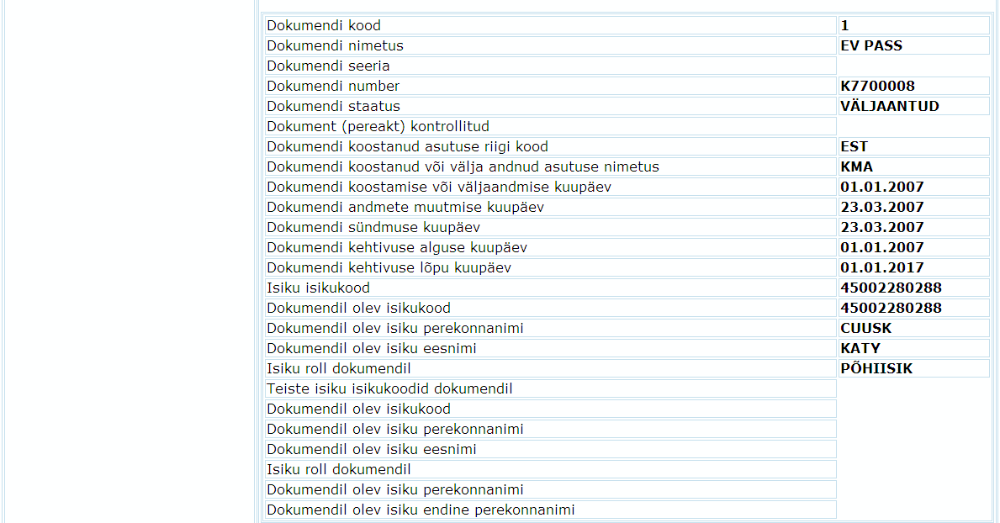 Dokumendi kood 1
Dokumendi nimetus EV PASS
Dokumendi seeria
Dokumendi number K7700008
Dokumendi staatus VÄLJAANTUD
Dokument (pereakt) kontrollitud
Dokumendi koostanud asutuse riigi kood EST
Dokumendi koostanud või välja andnud asutuse nimetus KMA
Dokumendi koostamise või väljaandmise kuupäev 01.01.2007
Dokumendi andmete muutmise kuupäev 23.03.2007
Dokumendi sündmuse kuupäev 23.03.2007
Dokumendi kehtivuse alguse kuupäev 01.01.2007
Dokumendi kehtivuse lõpu kuupäev 01.01.2017
Isiku isikukood 45002280288
Dokumendil olev isikukood 45002280288
Dokumendil olev isiku perekonnanimi CUUSK
Dokumendil olev isiku eesnimi KATY
Isiku roll dokumendil PÕHIISIK
Teiste isiku isikukoodid dokumendil
Dokumendil olev isikukood
Dokumendil olev isiku perekonnanimi
Dokumendil olev isiku eesnimi
Isiku roll dokumendil
Dokumendil olev isiku perekonnanimi
Dokumendil olev isiku endine perekonnanimi